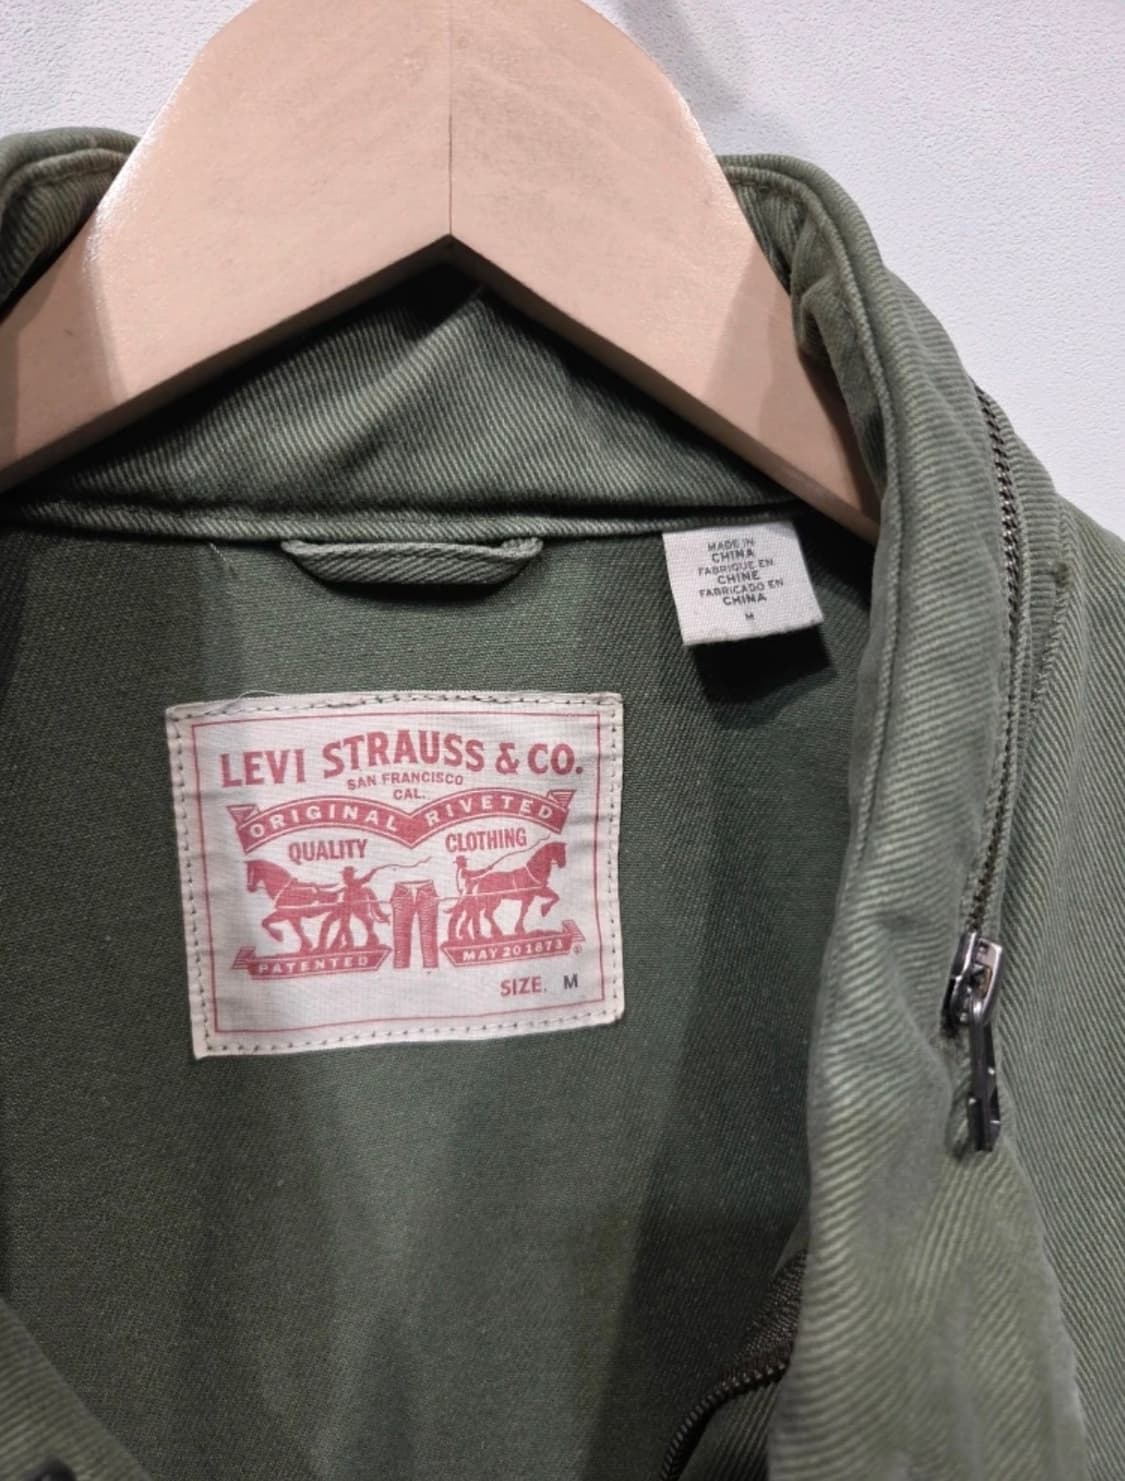 MADE IN
CHINA
FABRIQUE EN
CHINE
FABRICADO EN
CHINA
M
LEVI STRAUSS & CO.
SAN FRANCISCO
CAL.
ORIGINAL RIVETED
QUALITY CLOTHING
PATENTED MAY 20 1873 ®
SIZE. M